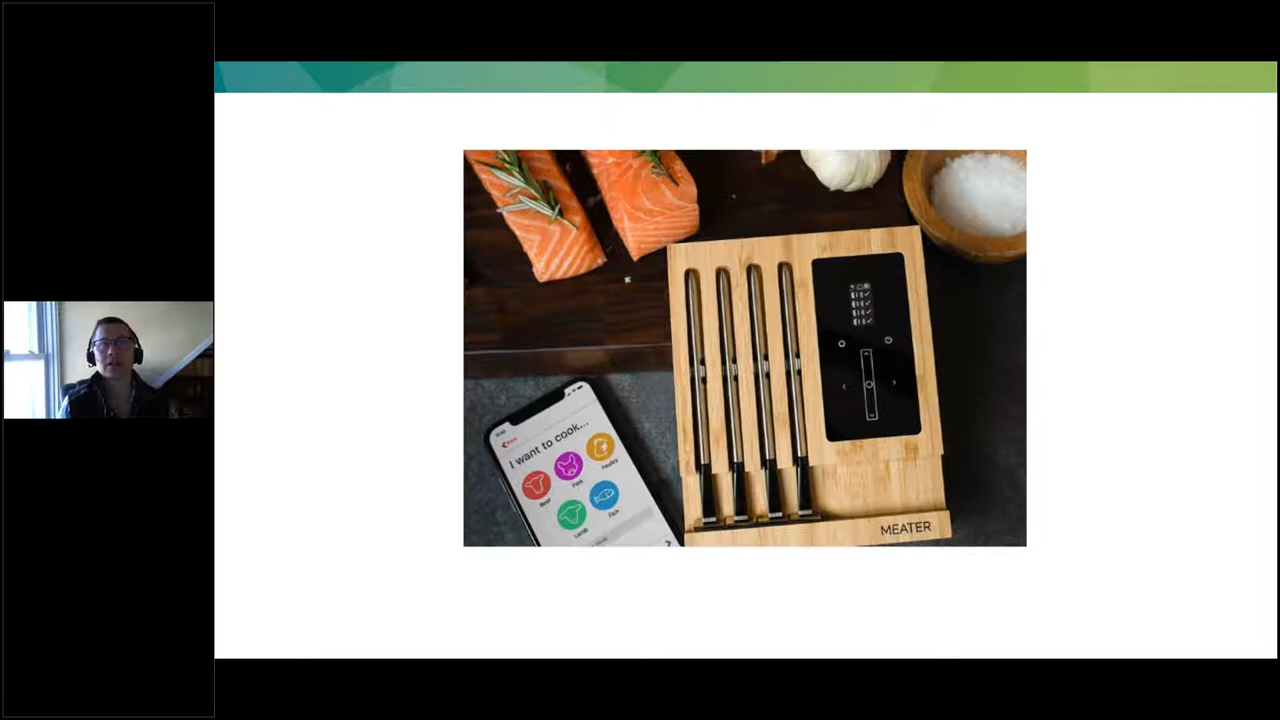 I want to cook...
Beef
Pork
Poultry
Lamb
Fish
MEATER